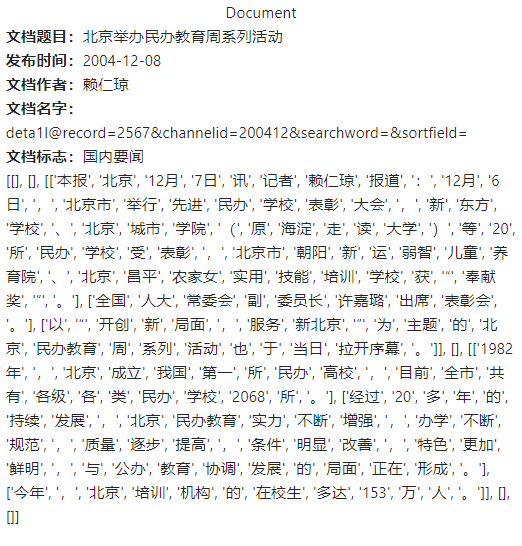 Document
文档题目：北京举办民办教育周系列活动
发布时间：2004-12-08
文档作者：赖仁琼
文档名字：
deta1l@record=2567&channelid=200412&searchword=&sortfield=
文档标志：国内要闻
[[], [], [['本报', '北京', '12月', '7日', '讯', '记者', '赖仁琼', '报道', '：', '12月', '6
日', '，', '北京市', '举行', '先进', '民办', '学校', '表彰', '大会', '，', '新', '东方',
'学校', '、', '北京', '城市', '学院', '（', '原', '海淀', '走', '读', '大学', '）', '等', '20',
'所', '民办', '学校', '受', '表彰', '，', '北京市', '朝阳', '新', '运', '弱智', '儿童', '养
育院', '、', '北京', '昌平', '农家女', '实用', '技能', '培训', '学校', '获', '“', '奉献
奖', '”', '。'], ['全国', '人大', '常委会', '副', '委员长', '许嘉璐', '出席', '表彰会',
'。'], ['以', '“', '开创', '新', '局面', '，', '服务', '新北京', '”', '为', '主题', '的', '北
京', '民办教育', '周', '系列', '活动', '也', '于', '当日', '拉开序幕', '。']], [], [['1982
年', '，', '北京', '成立', '我国', '第一', '所', '民办', '高校', '，', '目前', '全市', '共
有', '各级', '各', '类', '民办', '学校', '2068', '所', '。'], ['经过', '20', '多', '年', '的',
'持续', '发展', '，', '北京', '民办教育', '实力', '不断', '增强', '，', '办学', '不断',
'规范', '，', '质量', '逐步', '提高', '，', '条件', '明显', '改善', '，', '特色', '更加',
'鲜明', '，', '与', '公办', '教育', '协调', '发展', '的', '局面', '正在', '形成', '。'],
['今年', '，', '北京', '培训', '机构', '的', '在校生', '多达', '153', '万', '人', '。']], [],
[]]